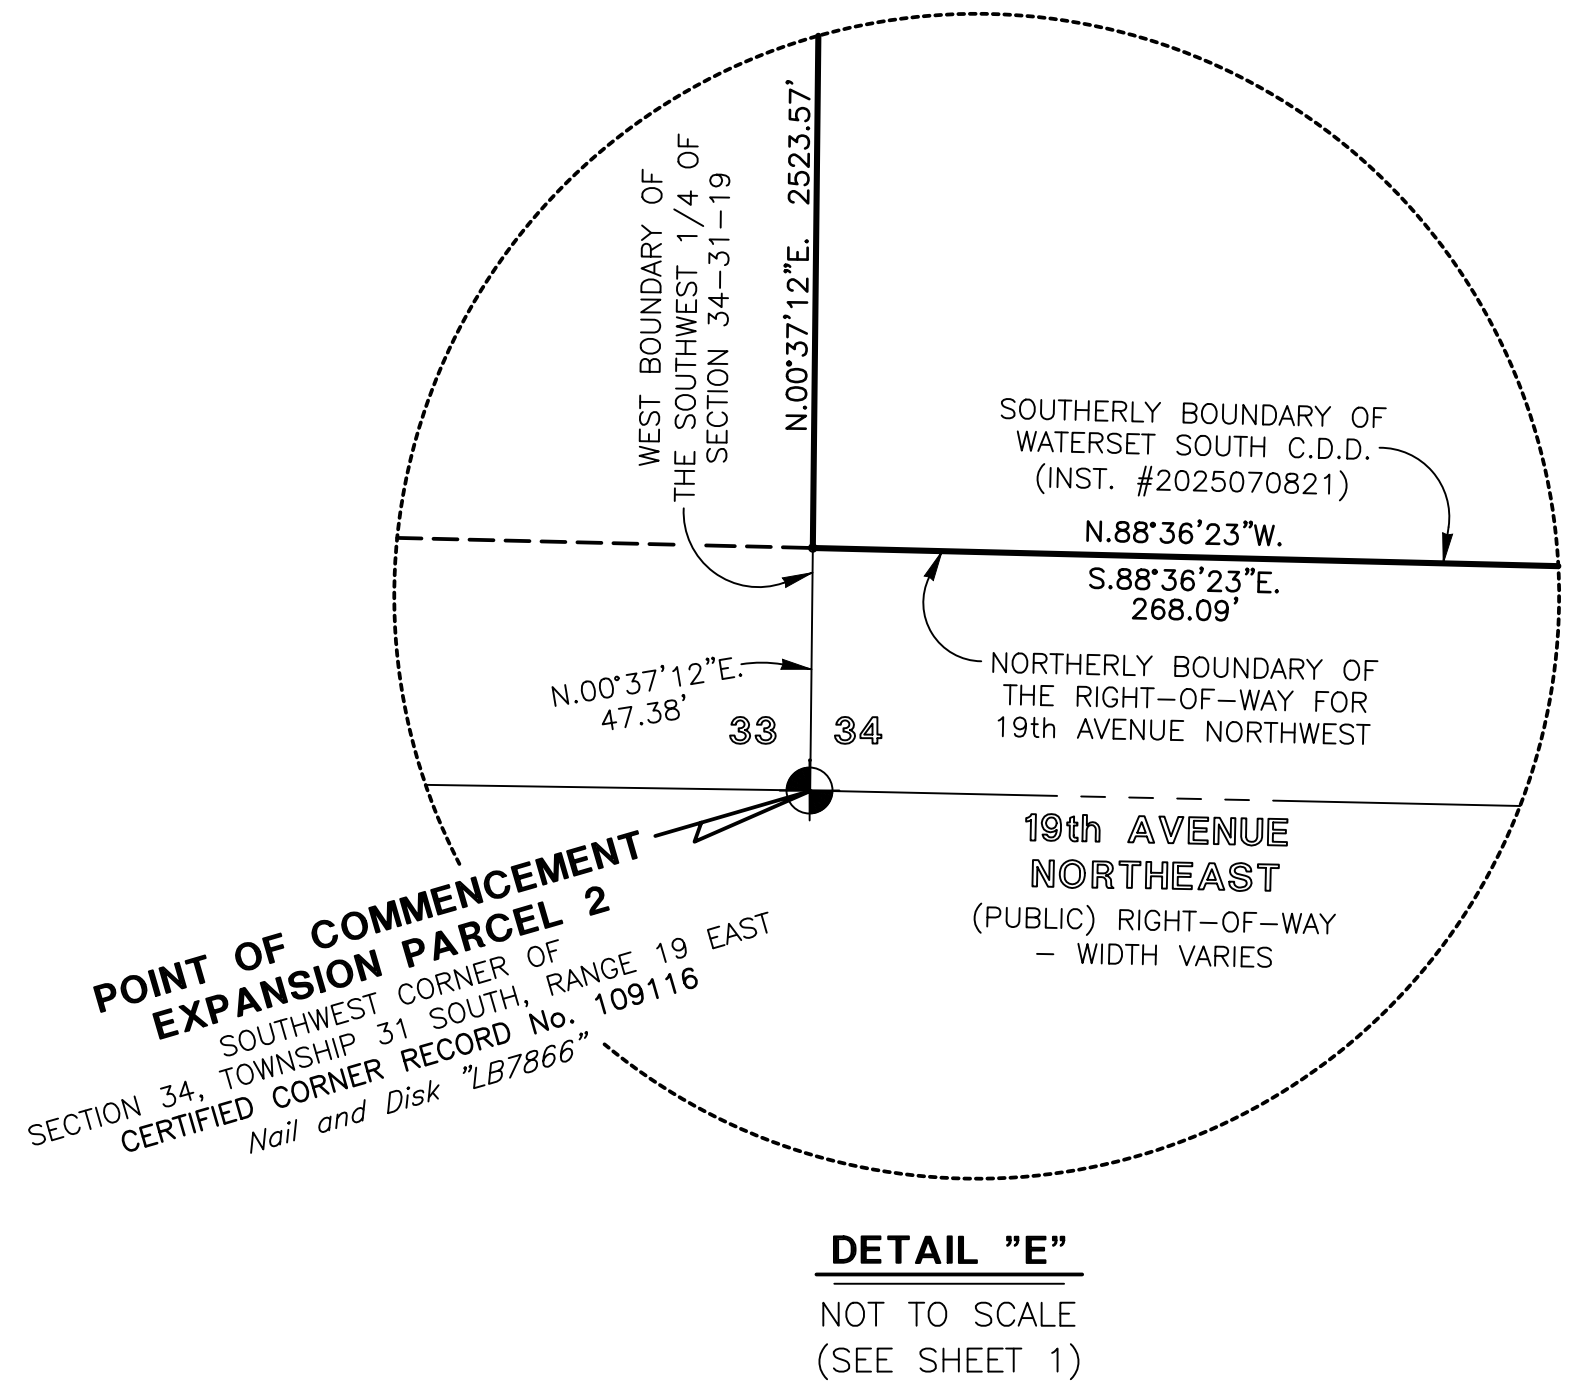 WEST BOUNDARY OF
THE SOUTHWEST 1/4 OF
SECTION 34-31-19
N.00°37'12"E. 2523.57'
SOUTHERLY BOUNDARY OF
WATERSET SOUTH C.D.D.
(INST. #2025070821)
N.88°36'23"W.
S.88°36'23"E.
268.09'
NORTHERLY BOUNDARY OF
THE RIGHT-OF-WAY FOR
19th AVENUE NORTHWEST
N.00°37'12"E.
47.38'
33
34
19th AVENUE
NORTHEAST
(PUBLIC) RIGHT-OF-WAY
- WIDTH VARIES
POINT OF COMMENCEMENT
EXPANSION PARCEL 2
SOUTHWEST CORNER OF
SECTION 34, TOWNSHIP 31 SOUTH, RANGE 19 EAST
CERTIFIED CORNER RECORD No. 109116
Nail and Disk "LB7866"
DETAIL "E"
NOT TO SCALE
(SEE SHEET 1)